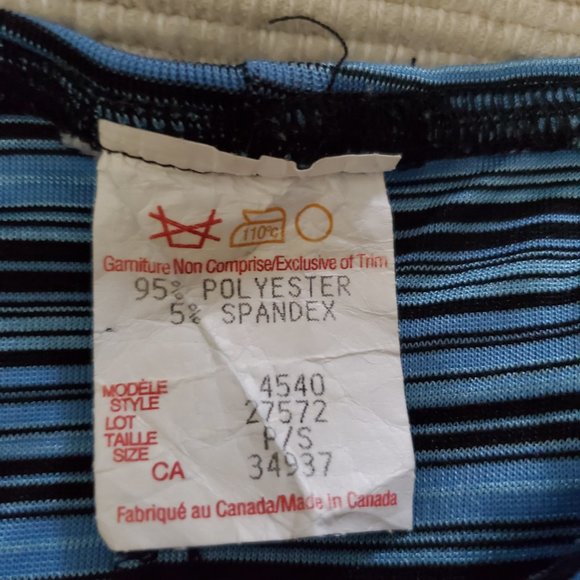 110°C
Garniture Non Comprise/Exclusive of Trim
95% POLYESTER
5% SPANDEX
MODÈLE
STYLE 4540
LOT 27572
TAILLE
SIZE P/S
CA 34937
Fabriqué au Canada/Made in Canada